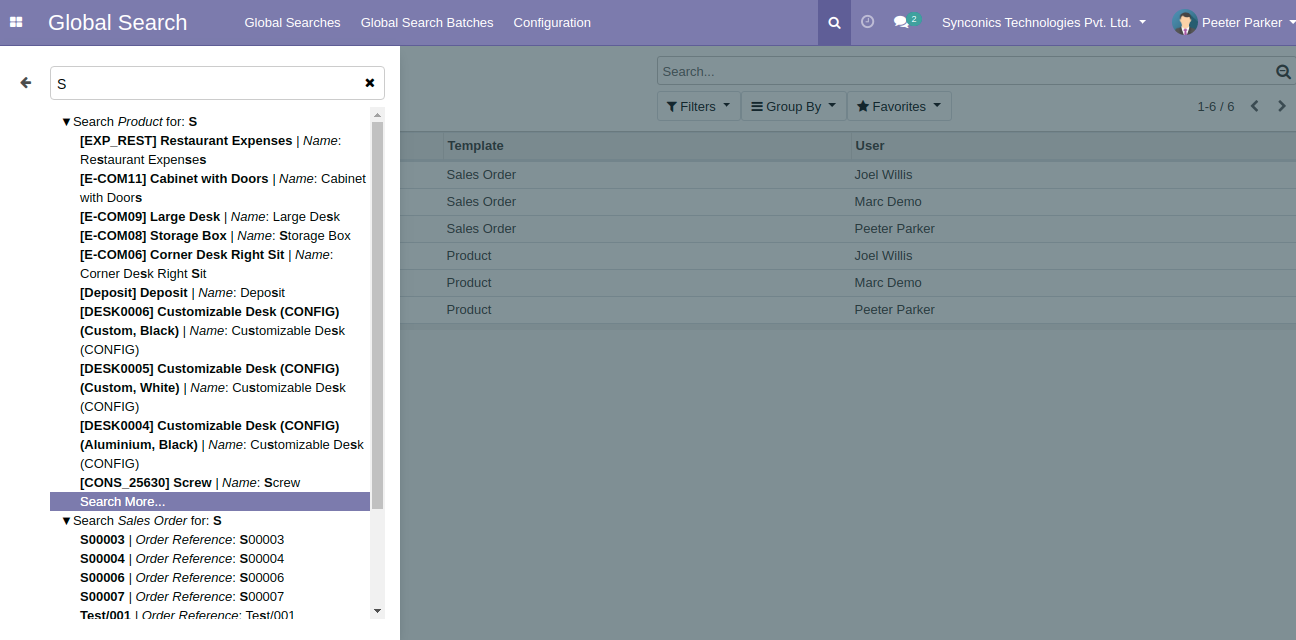 Global Search
Global Searches Global Search Batches Configuration
2
Synconics Technologies Pvt. Ltd.
Peeter Parker
S
▼Search Product for: S
[EXP_REST] Restaurant Expenses | Name:
Restaurant Expenses
[E-COM11] Cabinet with Doors | Name: Cabinet
with Doors
[E-COM09] Large Desk | Name: Large Desk
[E-COM08] Storage Box | Name: Storage Box
[E-COM06] Corner Desk Right Sit | Name:
Corner Desk Right Sit
[Deposit] Deposit | Name: Deposit
[DESK0006] Customizable Desk (CONFIG)
(Custom, Black) | Name: Customizable Desk
(CONFIG)
[DESK0005] Customizable Desk (CONFIG)
(Custom, White) | Name: Customizable Desk
(CONFIG)
[DESK0004] Customizable Desk (CONFIG)
(Aluminium, Black) | Name: Customizable Desk
(CONFIG)
[CONS_25630] Screw | Name: Screw
Search More...
▼Search Sales Order for: S
S00003 | Order Reference: S00003
S00004 | Order Reference: S00004
S00006 | Order Reference: S00006
S00007 | Order Reference: S00007
Test/001 | Order Reference: Test/001
Search...
Filters Group By Favorites 1-6 / 6
Template User
Sales Order Joel Willis
Sales Order Marc Demo
Sales Order Peeter Parker
Product Joel Willis
Product Marc Demo
Product Peeter Parker